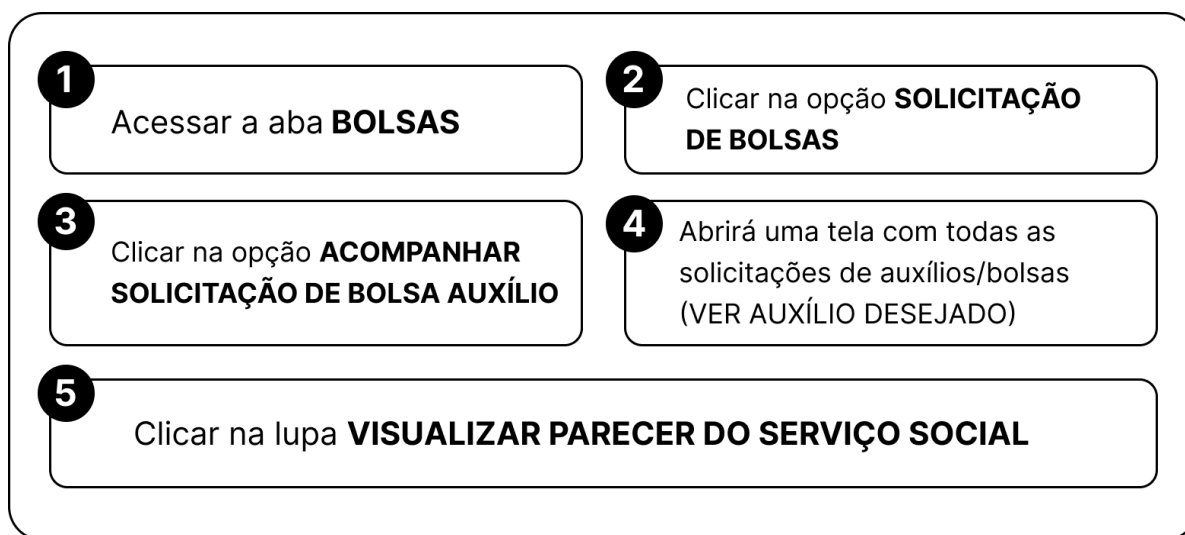 1
Acessar a aba BOLSAS
2
Clicar na opção SOLICITAÇÃO
DE BOLSAS
3
Clicar na opção ACOMPANHAR
SOLICITAÇÃO DE BOLSA AUXÍLIO
4
Abrirá uma tela com todas as
solicitações de auxílios/bolsas
(VER AUXÍLIO DESEJADO)
5
Clicar na lupa VISUALIZAR PARECER DO SERVIÇO SOCIAL